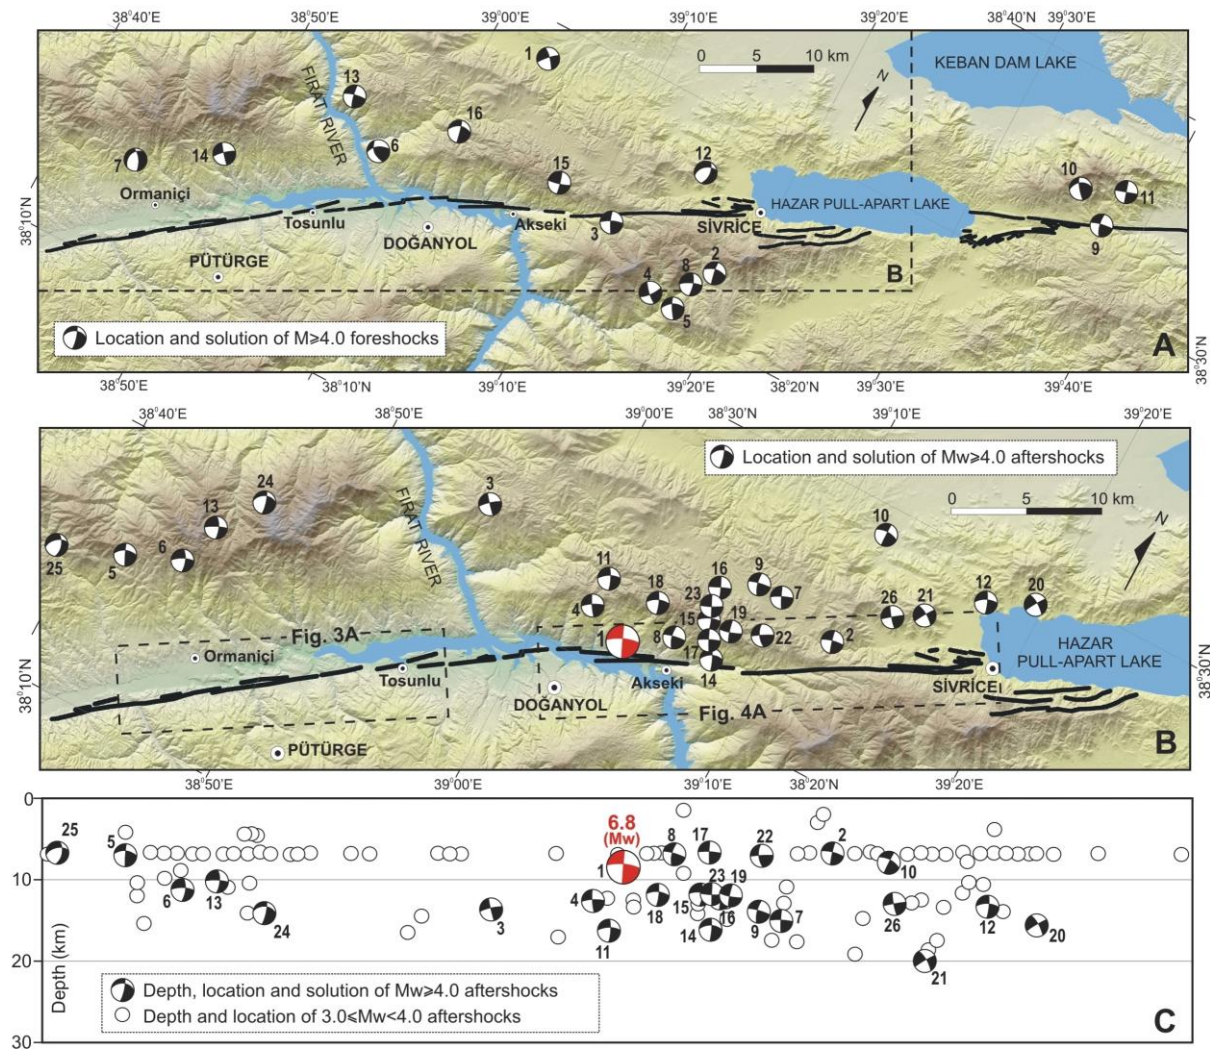 38°40'E 38°50'E 39°00'E 39°10'E 39°20'E 38°40'N 39°30'E
1
0 5 10 km
KEBAN DAM LAKE
N
13
FIRAT RIVER
16
6
14
7
15
12
10
11
Ormaniçi
HAZAR PULL-APART LAKE
38°10'N
Tosunlu
Akseki
3
SİVRİCE
9
DOĞANYOL
PÜTÜRGE
2
8
4
5
B
Location and solution of M≥4.0 foreshocks
A
38°30'N
38°50'E 38°10'N 39°10'E 39°20'E 38°20'N 39°30'E 39°40'E
38°40'E 38°50'E 39°00'E 38°30'N 39°10'E 39°20'E
Location and solution of Mw≥4.0 aftershocks
24
3
FIRAT RIVER
0 5 10 km
N
13
10
25
5
6
11
16
9
4
18
23
7
12
20
26
21
15
19
1
8
22
2
Fig. 3A
Ormaniçi
17
14
HAZAR
PULL-APART LAKE
38°10'N
38°30'N
Tosunlu
Akseki
SİVRİCE
DOĞANYOL
Fig. 4A
PÜTÜRGE
B
38°50'E 39°00'E 39°10'E 38°20'N 39°20'E
0
25
5
6.8
(Mw)
1
8
17
22
2
10
10
6
13
4
18
15
23
19
16
24
3
11
14
9
7
26
12
20
20
21
Depth (km)
Depth, location and solution of Mw≥4.0 aftershocks
Depth and location of 3.0≤Mw<4.0 aftershocks
C
30